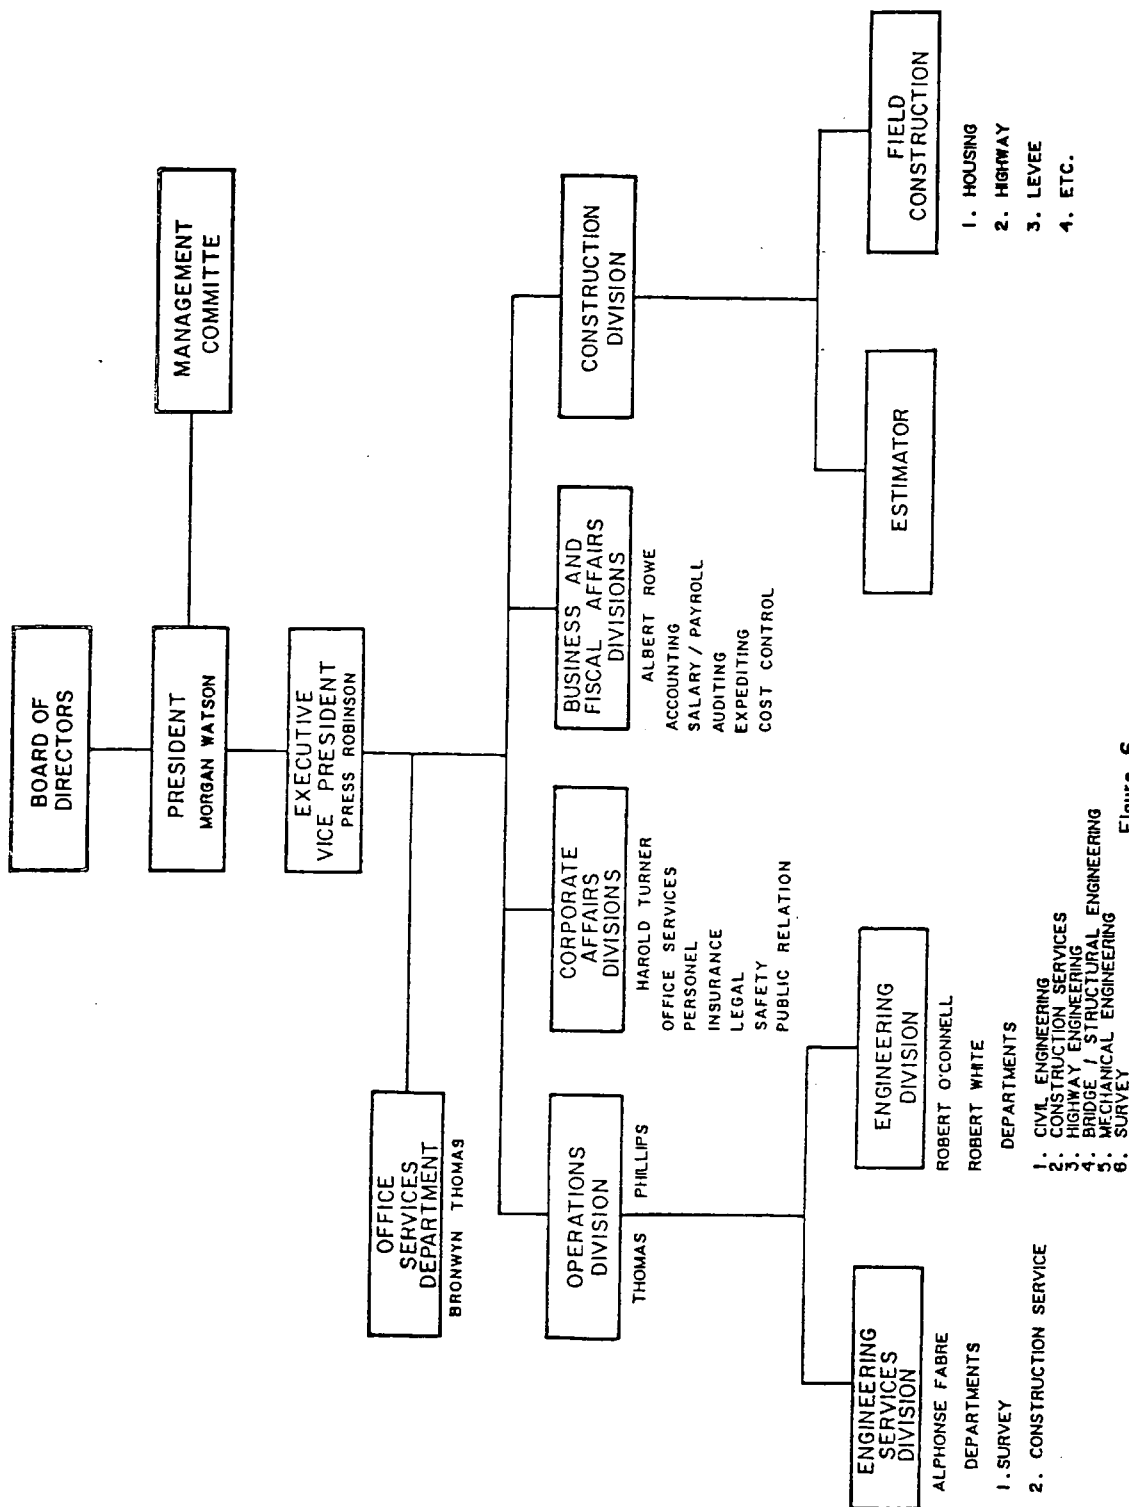 BOARD OF
DIRECTORS
PRESIDENT
MORGAN WATSON
MANAGEMENT
COMMITTE
EXECUTIVE
VICE PRESIDENT
PRESS ROBINSON
OFFICE
SERVICES
DEPARTMENT
BRONWYN THOMAS
OPERATIONS
DIVISION
THOMAS PHILLIPS
CORPORATE
AFFAIRS
DIVISIONS
HAROLD TURNER
OFFICE SERVICES
PERSONEL
INSURANCE
LEGAL
SAFETY
PUBLIC RELATION
BUSINESS AND
FISCAL AFFAIRS
DIVISIONS
ALBERT ROWE
ACCOUNTING
SALARY / PAYROLL
AUDITING
EXPEDITING
COST CONTROL
CONSTRUCTION
DIVISION
ENGINEERING
SERVICES
DIVISION
ALPHONSE FABRE
DEPARTMENTS
1. SURVEY
2. CONSTRUCTION SERVICE
ENGINEERING
DIVISION
ROBERT O'CONNELL
ROBERT WHITE
DEPARTMENTS
1. CIVIL ENGINEERING
2. CONSTRUCTION SERVICES
3. HIGHWAY ENGINEERING
4. BRIDGE / STRUCTURAL ENGINEERING
5. MECHANICAL ENGINEERING
6. SURVEY
ESTIMATOR
FIELD
CONSTRUCTION
1. HOUSING
2. HIGHWAY
3. LEVEE
4. ETC.
Figure 6